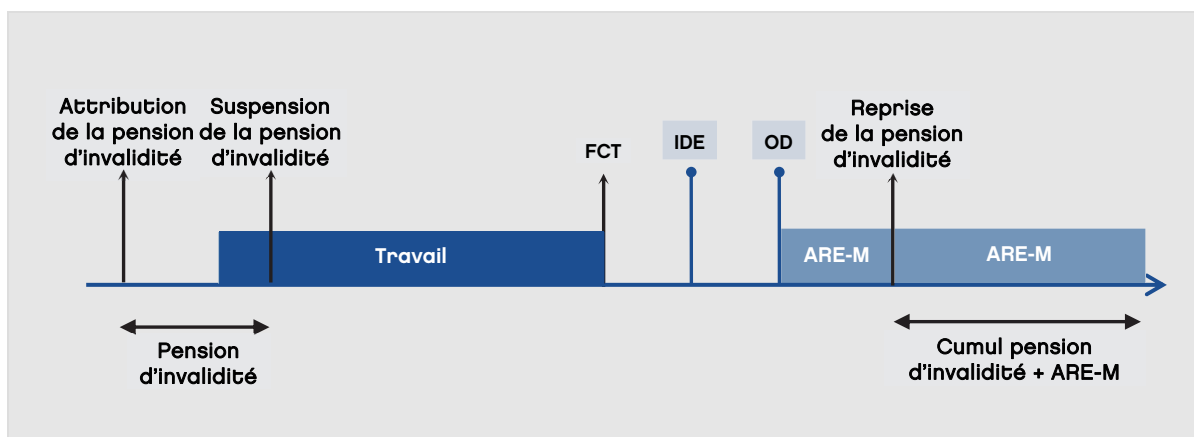 Attribution
de la pension
d'invalidité
Suspension
de la pension
d'invalidité
FCT
IDE
OD
Reprise
de la pension
d'invalidité
Travail
ARE-M
ARE-M
Pension
d'invalidité
Cumul pension
d'invalidité + ARE-M